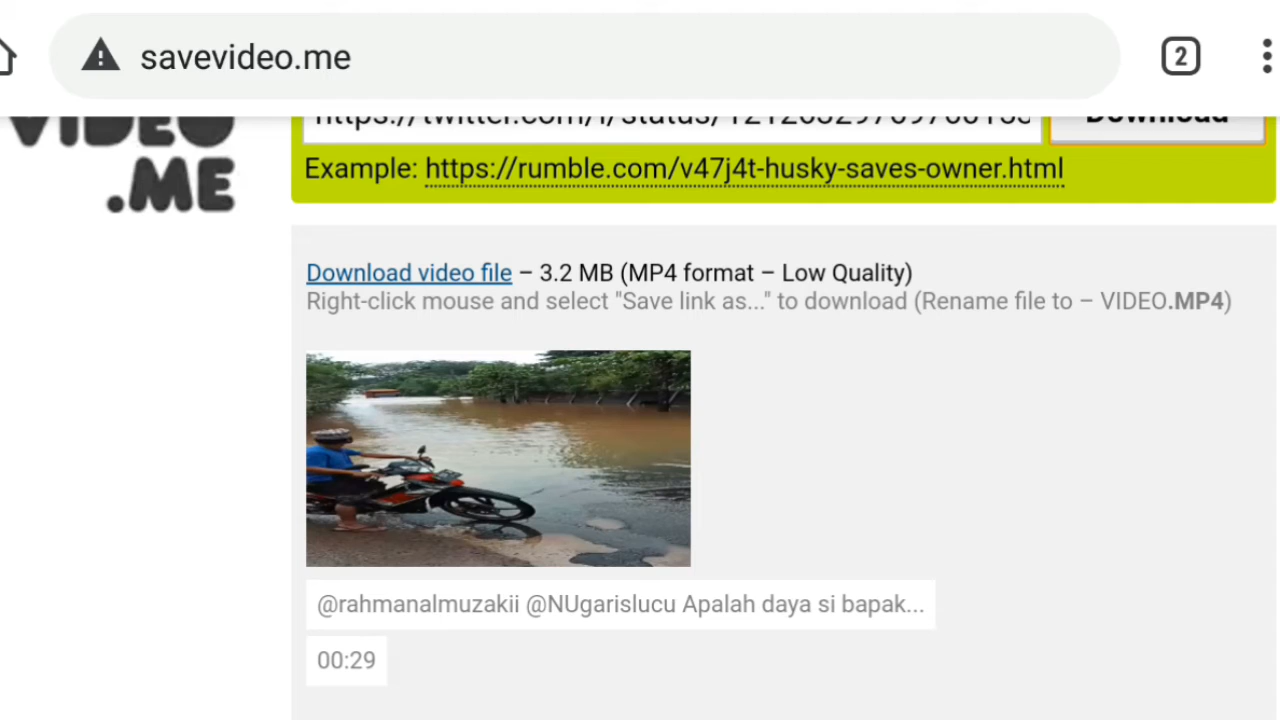 savevideo.me
2
VIDEO
.ME
Download
Example: https://rumble.com/v47j4t-husky-saves-owner.html
Download video file – 3.2 MB (MP4 format – Low Quality)
Right-click mouse and select "Save link as..." to download (Rename file to – VIDEO.MP4)
@rahmanalmuzakii @NUgarislucu Apalah daya si bapak...
00:29